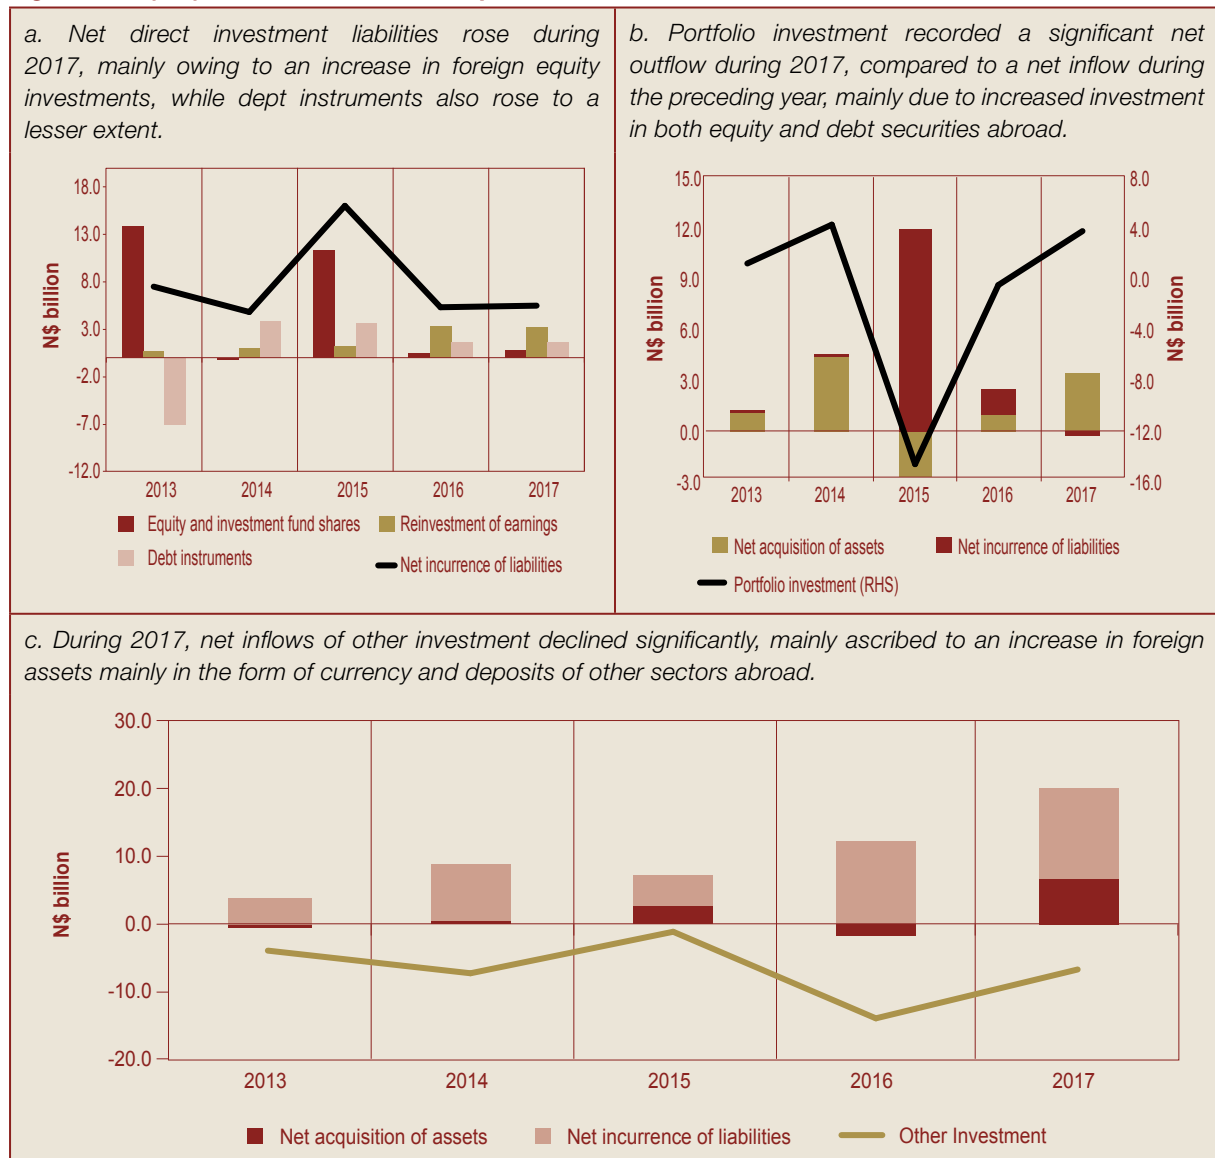 a. Net direct investment liabilities rose during
2017, mainly owing to an increase in foreign equity
investments, while dept instruments also rose to a
lesser extent.
b. Portfolio investment recorded a significant net
outflow during 2017, compared to a net inflow during
the preceding year, mainly due to increased investment
in both equity and debt securities abroad.
18.0
13.0
8.0
3.0
-2.0
-7.0
-12.0
N$ billion
2013 2014 2015 2016 2017
Equity and investment fund shares Reinvestment of earnings
Debt instruments Net incurrence of liabilities
15.0
12.0
9.0
6.0
3.0
0.0
-3.0
N$ billion
8.0
4.0
0.0
-4.0
-8.0
-12.0
-16.0
N$ billion
2013 2014 2015 2016 2017
Net acquisition of assets Net incurrence of liabilities
Portfolio investment (RHS)
c. During 2017, net inflows of other investment declined significantly, mainly ascribed to an increase in foreign
assets mainly in the form of currency and deposits of other sectors abroad.
30.0
20.0
10.0
0.0
-10.0
-20.0
N$ billion
2013 2014 2015 2016 2017
Net acquisition of assets Net incurrence of liabilities Other Investment